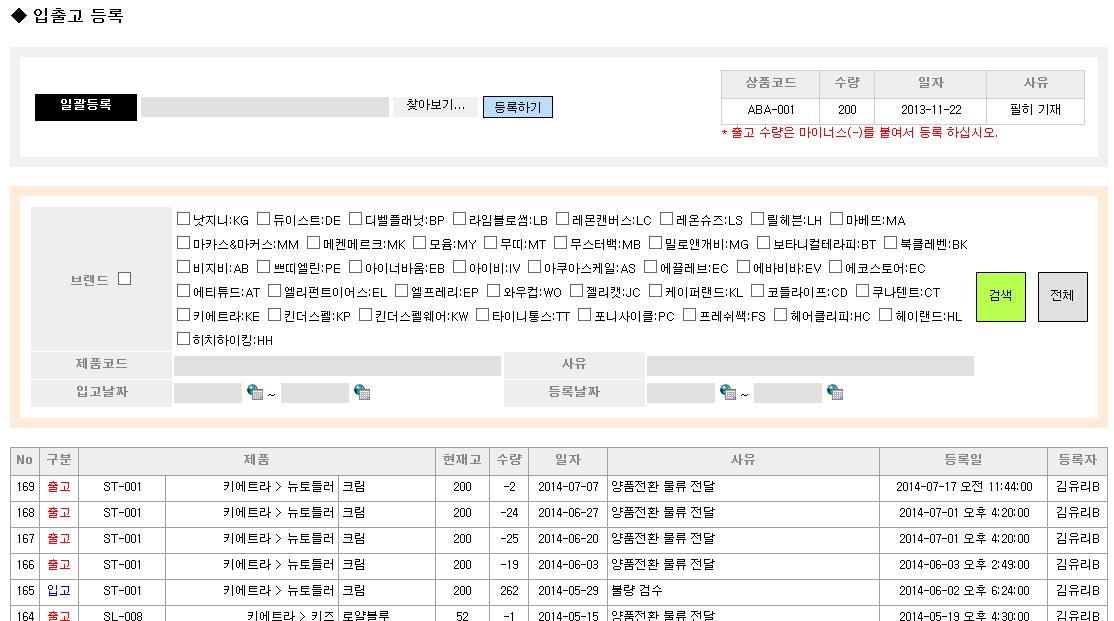 ◆ 입출고 등록
일괄등록 찾아보기... 등록하기
상품코드 수량 일자 사유
ABA-001 200 2013-11-22 필히 기재
* 출고 수량은 마이너스(-)를 붙여서 등록 하십시오.
브랜드
낫지니:KG 듀이스트:DE 디벨플래닛:BP 라임블로썸:LB 레몬캔버스:LC 레온슈즈:LS 릴헤븐:LH 마베뜨:MA
마카스&마커스:MM 메켄메르크:MK 모윰:MY 무띠:MT 무스터백:MB 밀로앤개비:MG 보타니컬테라피:BT 북클레벤:BK
비지비:AB 쁘띠엘린:PE 아이너바움:EB 아이비:IV 아쿠아스케일:AS 에끌레브:EC 에바비바:EV 에코스토어:EC
에티튜드:AT 엘리펀트이어스:EL 엘프레리:EP 와우컵:WO 젤리캣:JC 케이퍼랜드:KL 코들라이프:CD 쿠나텐트:CT
키에트라:KE 킨더스펠:KP 킨더스펠웨어:KW 타이니통스:TT 포니사이클:PC 프레쉬쌕:FS 헤어클리피:HC 헤이랜드:HL
히치하이킹:HH
검색 전체
제품코드 사유
입고날짜 ~ 등록날짜 ~
No 구분 제품 현재고 수량 일자 사유 등록일 등록자
169 출고 ST-001 키에트라 > 뉴토들러 크림 200 -2 2014-07-07 양품전환 물류 전달 2014-07-17 오전 11:44:00 김유리B
168 출고 ST-001 키에트라 > 뉴토들러 크림 200 -24 2014-06-27 양품전환 물류 전달 2014-07-01 오후 4:20:00 김유리B
167 출고 ST-001 키에트라 > 뉴토들러 크림 200 -25 2014-06-20 양품전환 물류 전달 2014-07-01 오후 4:20:00 김유리B
166 출고 ST-001 키에트라 > 뉴토들러 크림 200 -19 2014-06-03 양품전환 물류 전달 2014-06-03 오후 2:49:00 김유리B
165 입고 ST-001 키에트라 > 뉴토들러 크림 200 262 2014-05-29 불량 검수 2014-06-02 오후 6:24:00 김유리B
164 출고 SL-008 키에트라 > 키즈 로얄블루 52 -1 2014-05-15 양품전환 물류 전달 2014-05-19 오후 4:30:00 김유리B